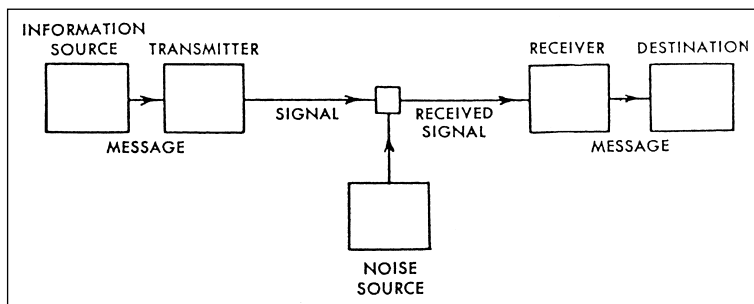 INFORMATION
SOURCE
TRANSMITTER
RECEIVER
DESTINATION
SIGNAL
RECEIVED
SIGNAL
MESSAGE
MESSAGE
NOISE
SOURCE